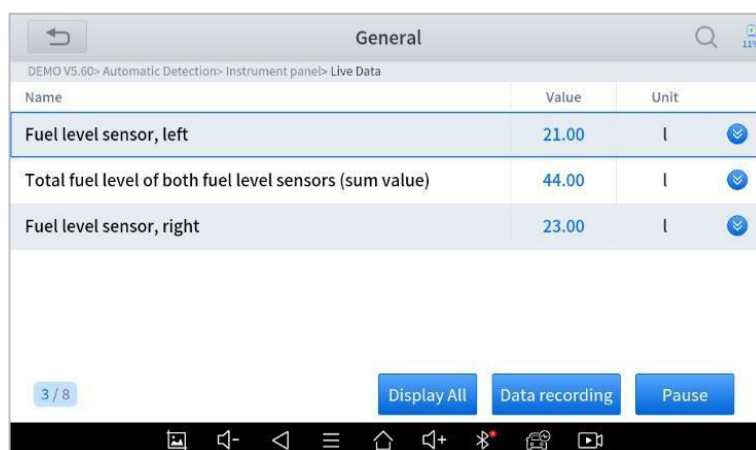 General
11%
DEMO V5.60> Automatic Detection> Instrument panel> Live Data
Name Value Unit
Fuel level sensor, left 21.00 l
Total fuel level of both fuel level sensors (sum value) 44.00 l
Fuel level sensor, right 23.00 l
3 / 8 Display All Data recording Pause